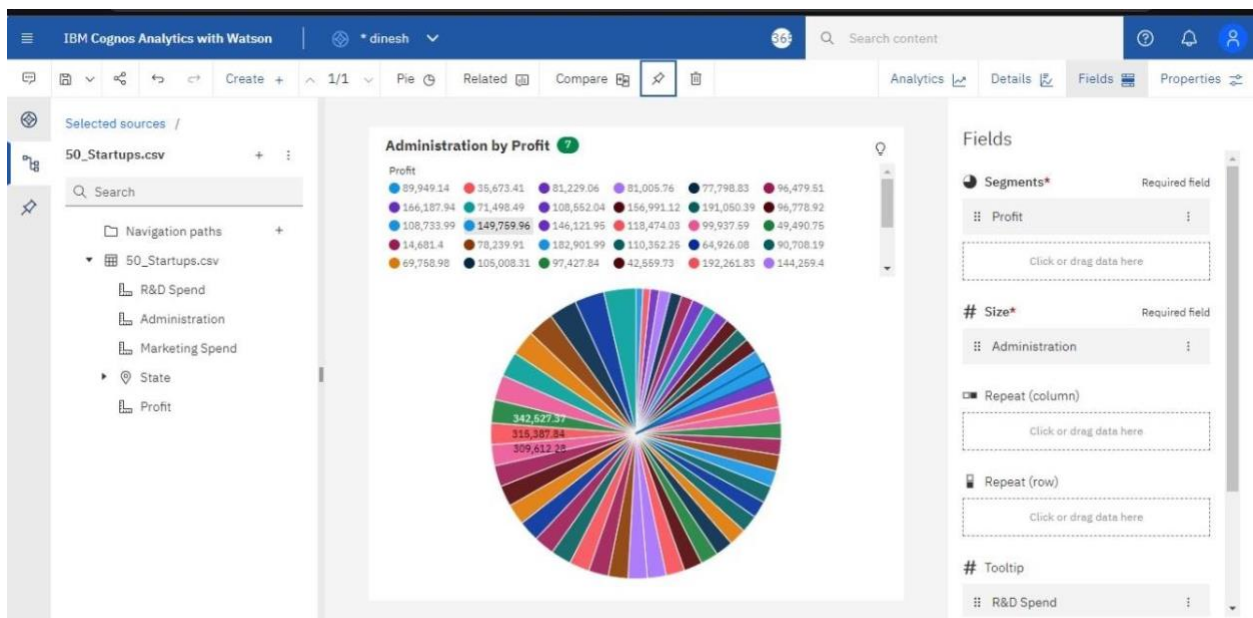 IBM Cognos Analytics with Watson
* dinesh
Search content
Create +
1/1
Pie
Related
Compare
Analytics
Details
Fields
Properties
Selected sources /
50_Startups.csv
Search
Navigation paths
50_Startups.csv
R&D Spend
Administration
Marketing Spend
State
Profit
Administration by Profit 7
Profit
89,949.14 35,673.41 81,229.06 81,005.76 77,798.83 96,479.51
166,187.94 71,498.49 108,552.04 156,991.12 191,050.39 96,778.92
108,733.99 149,759.96 146,121.95 118,474.03 99,937.59 49,490.75
14,681.4 78,239.91 182,901.99 110,352.25 64,926.08 90,708.19
69,758.98 105,008.31 97,427.84 42,559.73 192,261.83 144,259.4
342,527.37
315,387.84
309,612.28
Fields
Segments* Required field
Profit
Click or drag data here
# Size* Required field
Administration
Repeat (column)
Click or drag data here
Repeat (row)
Click or drag data here
# Tooltip
R&D Spend